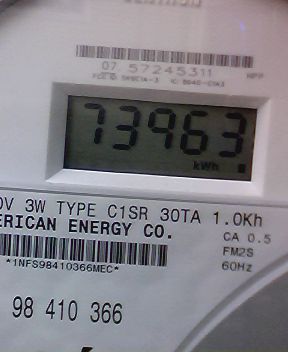 07 57245311
73963
kWh
0V 3W TYPE C1SR 30TA 1.0Kh
ERICAN ENERGY CO.
CA 0.5
FM2S
*1NFS98410366MEC*
60Hz
98 410 366